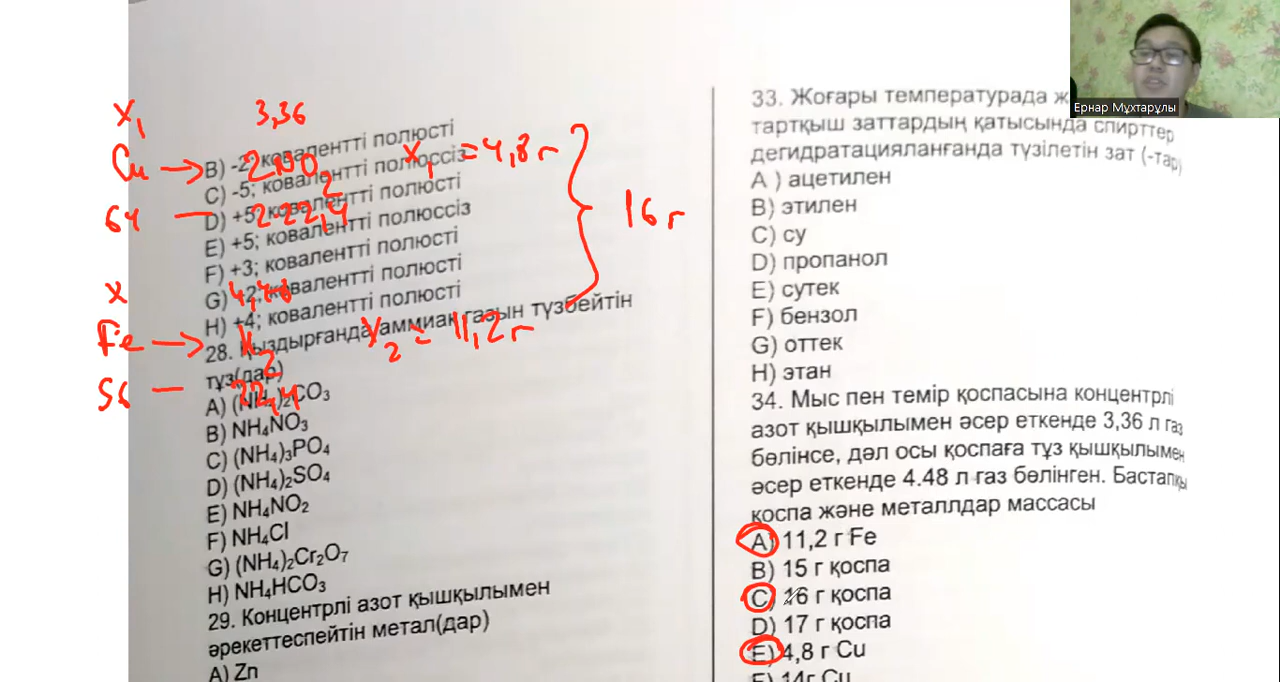 Ернар Мұхтарұлы
x₁ 3,36
Cu → 2NO₂ x₁ = 4,8 г
64 — 2·22,4
16 г
x 4,48
Fe → H₂ x₂ = 11,2 г
56 — 22,4
B) -2; ковалентті полюсті
C) -5; ковалентті полюссіз
D) +5; ковалентті полюсті
E) +5; ковалентті полюссіз
F) +3; ковалентті полюсті
G) +2; ковалентті полюсті
H) +4; ковалентті полюсті
28. Қыздырғанда аммиак газын түзбейтін
тұз(дар)
A) (NH₄)₂CO₃
B) NH₄NO₃
C) (NH₄)₃PO₄
D) (NH₄)₂SO₄
E) NH₄NO₂
F) NH₄Cl
G) (NH₄)₂Cr₂O₇
H) NH₄HCO₃
29. Концентрлі азот қышқылымен
әрекеттеспейтін метал(дар)
A) Zn
33. Жоғары температурада
тартқыш заттардың қатысында спирттер
дегидратацияланғанда түзілетін зат (-тар)
A ) ацетилен
B) этилен
C) су
D) пропанол
E) сутек
F) бензол
G) оттек
H) этан
34. Мыс пен темір қоспасына концентрлі
азот қышқылымен әсер еткенде 3,36 л газ
бөлінсе, дәл осы қоспаға тұз қышқылымен
әсер еткенде 4.48 л газ бөлінген. Бастапқы
қоспа және металлдар массасы
A) 11,2 г Fe
B) 15 г қоспа
C) 16 г қоспа
D) 17 г қоспа
E) 4,8 г Cu
F) 14г Cu